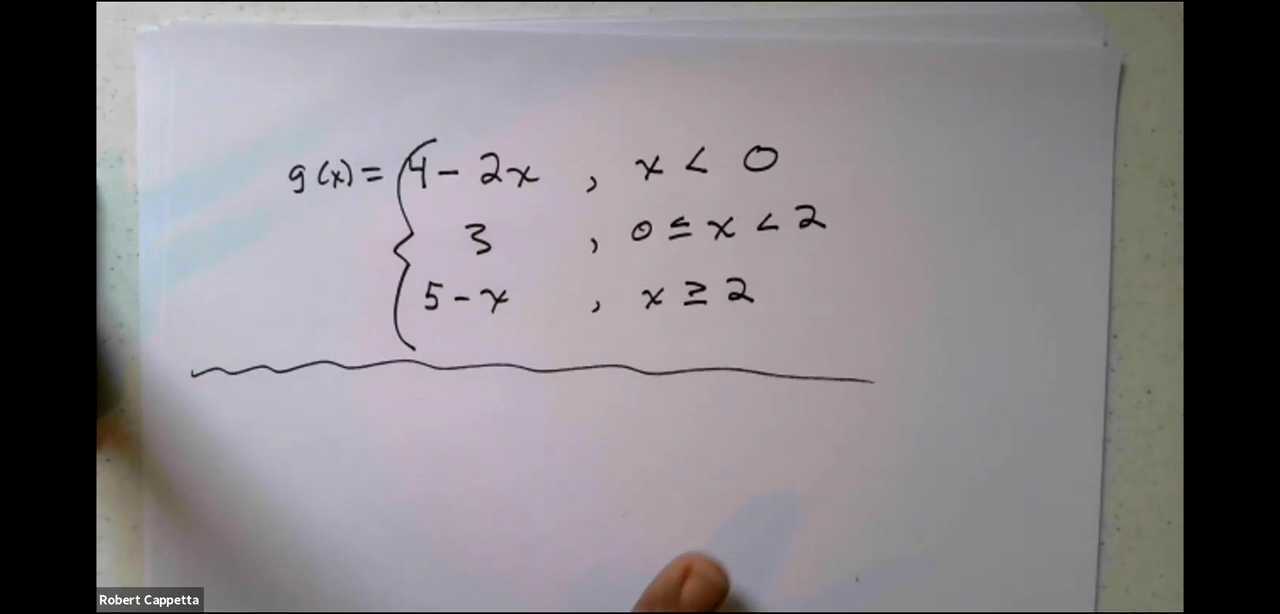 g(x) = { 4 - 2x , x < 0
3 , 0 ≤ x < 2
5 - x , x ≥ 2
Robert Cappetta